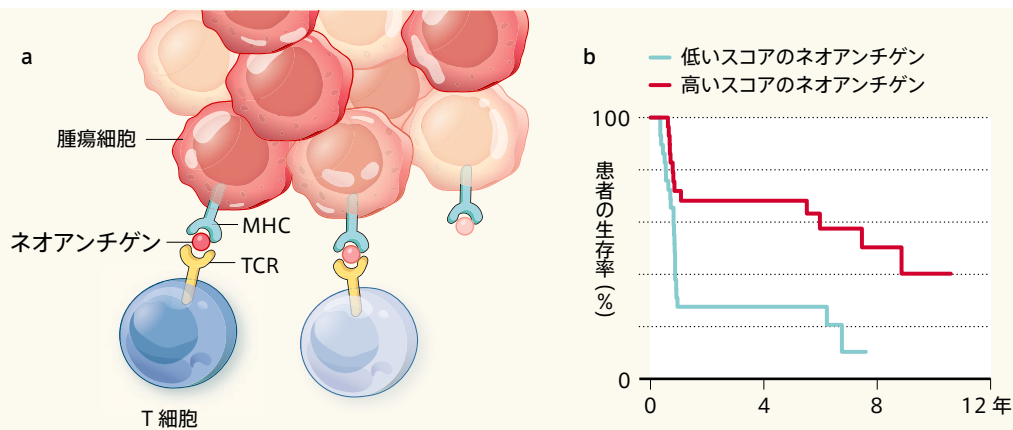 a
腫瘍細胞
MHC
ネオアンチゲン
TCR
T 細胞
b
低いスコアのネオアンチゲン
高いスコアのネオアンチゲン
100
患者の生存率(%)
0
0
4
8
12 年